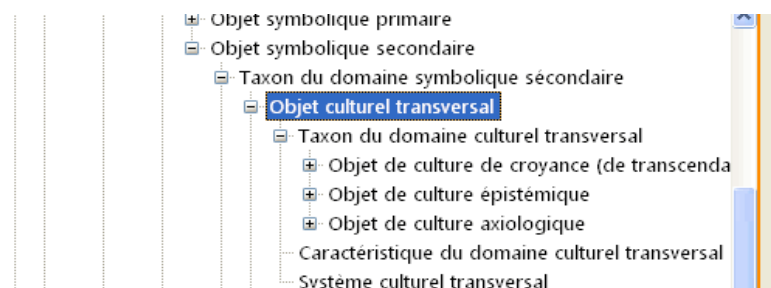 Objet symbolique primaire
Objet symbolique secondaire
Taxon du domaine symbolique sécondaire
Objet culturel transversal
Taxon du domaine culturel transversal
Objet de culture de croyance (de transcenda
Objet de culture épistémique
Objet de culture axiologique
Caractéristique du domaine culturel transversal
Système culturel transversal